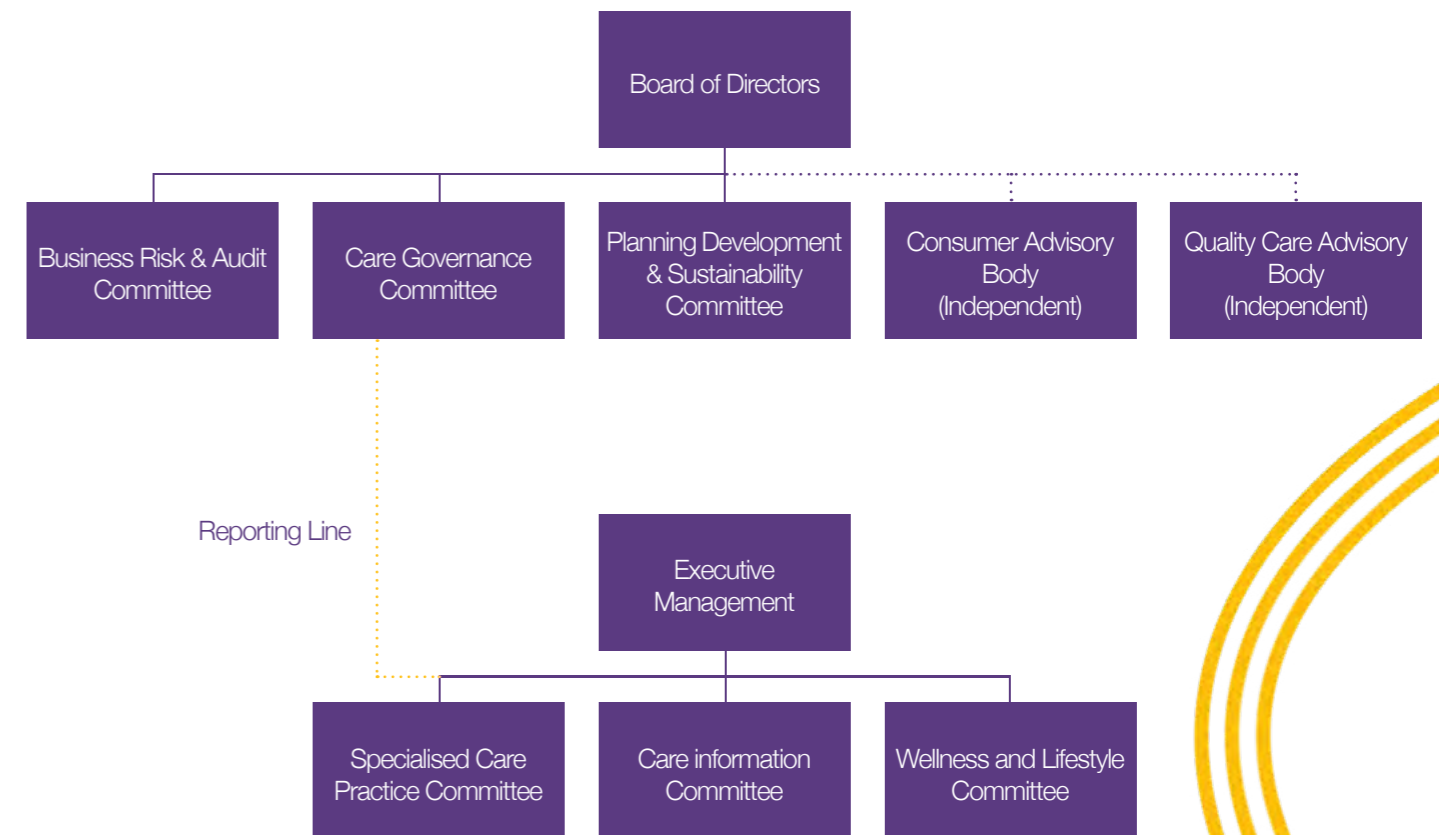 Board of Directors
Business Risk & Audit
Committee
Care Governance
Committee
Planning Development
& Sustainability
Committee
Consumer Advisory
Body
(Independent)
Quality Care Advisory
Body
(Independent)
Reporting Line
Executive
Management
Specialised Care
Practice Committee
Care information
Committee
Wellness and Lifestyle
Committee